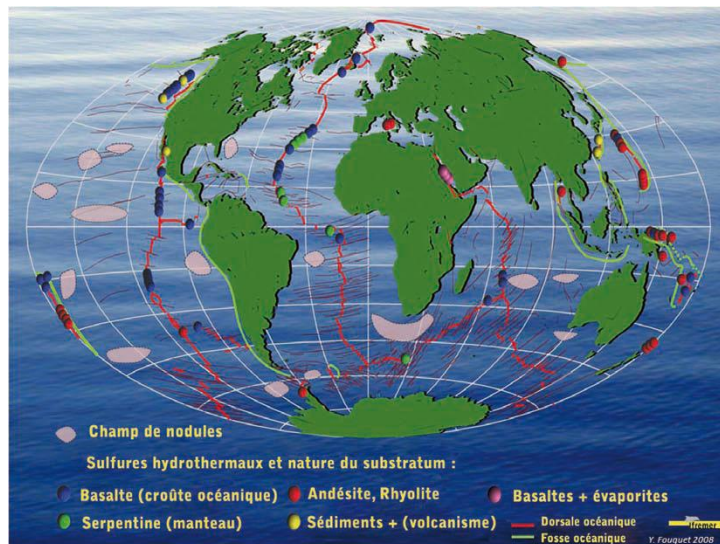 Champ de nodules
Sulfures hydrothermaux et nature du substratum :
Basalte (croûte océanique)
Andésite, Rhyolite
Basaltes + évaporites
Serpentine (manteau)
Sédiments + (volcanisme)
Dorsale océanique
Fosse océanique
Ifremer
Y. Fouquet 2008